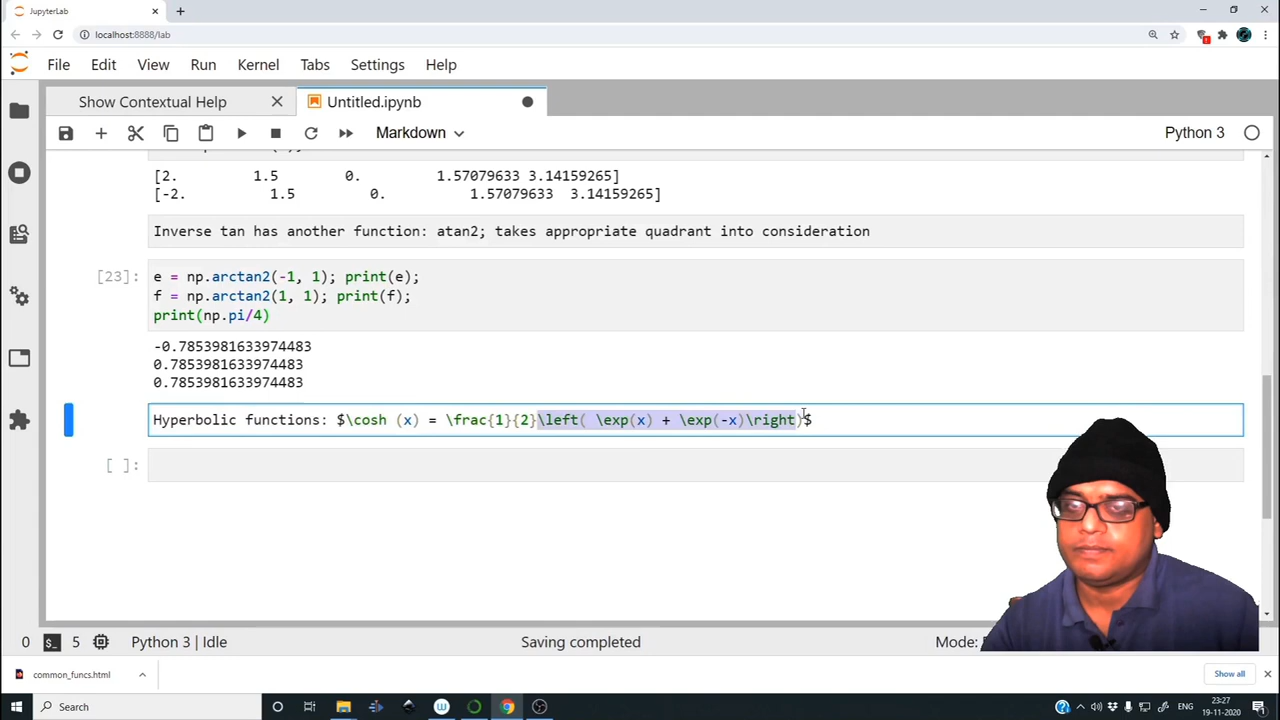 JupyterLab
localhost:8888/lab
File Edit View Run Kernel Tabs Settings Help
Show Contextual Help Untitled.ipynb
Markdown Python 3
[2. 1.5 0. 1.57079633 3.14159265]
[-2. 1.5 0. 1.57079633 3.14159265]
Inverse tan has another function: atan2; takes appropriate quadrant into consideration
[23]: e = np.arctan2(-1, 1); print(e);
f = np.arctan2(1, 1); print(f);
print(np.pi/4)
-0.7853981633974483
0.7853981633974483
0.7853981633974483
Hyperbolic functions: $\cosh (x) = \frac{1}{2}\left( \exp(x) + \exp(-x)\right)$
[ ]:
0 5 Python 3 | Idle Saving completed Mode:
common_funcs.html Show all
Search ENG 23:27
19-11-2020